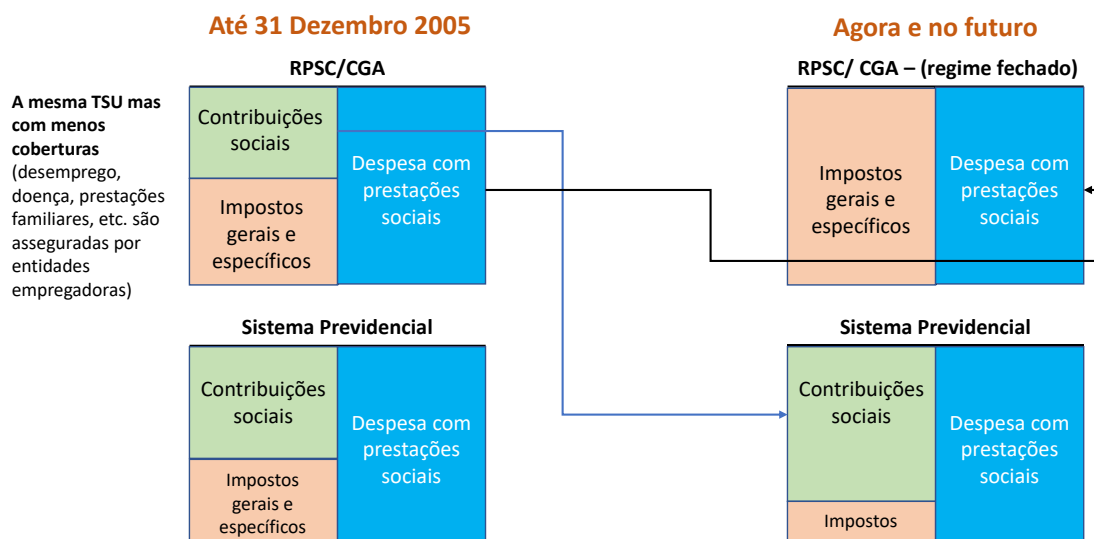 Até 31 Dezembro 2005
Agora e no futuro
RPSC/CGA
RPSC/ CGA – (regime fechado)
A mesma TSU mas
com menos
coberturas
(desemprego,
doença, prestações
familiares, etc. são
asseguradas por
entidades
empregadoras)
Contribuições
sociais
Impostos
gerais e
específicos
Despesa com
prestações
sociais
Impostos
gerais e
específicos
Despesa com
prestações
sociais
Sistema Previdencial
Sistema Previdencial
Contribuições
sociais
Impostos
gerais e
específicos
Despesa com
prestações
sociais
Contribuições
sociais
Impostos
Despesa com
prestações
sociais